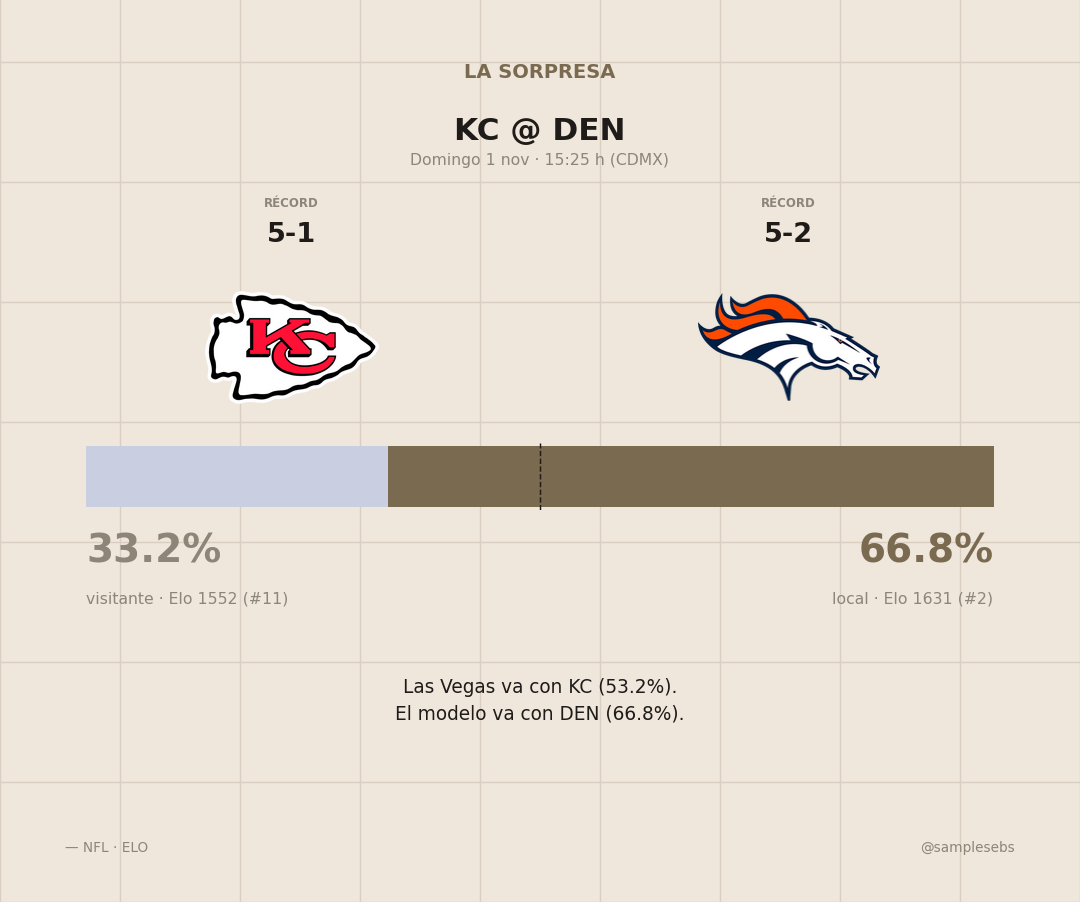 LA SORPRESA
KC @ DEN
Domingo 1 nov · 15:25 h (CDMX)
RÉCORD
5-1
RÉCORD
5-2
KC
33.2%
66.8%
visitante · Elo 1552 (#11)
local · Elo 1631 (#2)
Las Vegas va con KC (53.2%).
El modelo va con DEN (66.8%).
— NFL · ELO
@samplesebs